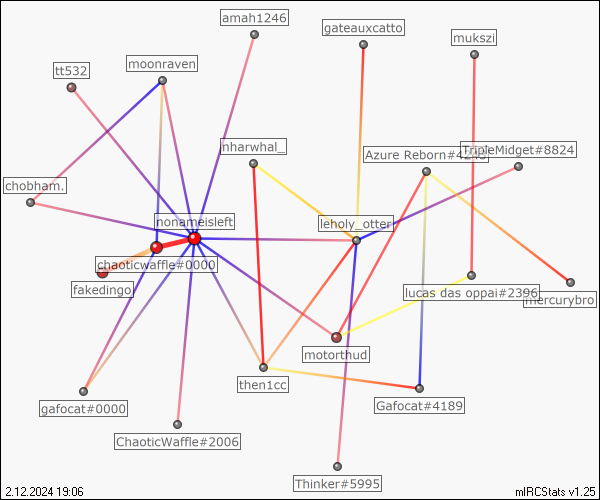 amah1246
gateauxcatto
mukszi
moonraven
tt532
nharwhal_
TripleMidget#8824
Azure Reborn#4248
chobham.
nonameisleft
leholy_otter
chaoticwaffle#0000
fakedingo
lucas das oppai#2396
mercurybro
motorthud
then1cc
gafocat#0000
Gafocat#4189
ChaoticWaffle#2006
Thinker#5995
2.12.2024 19:06
mIRCStats v1.25